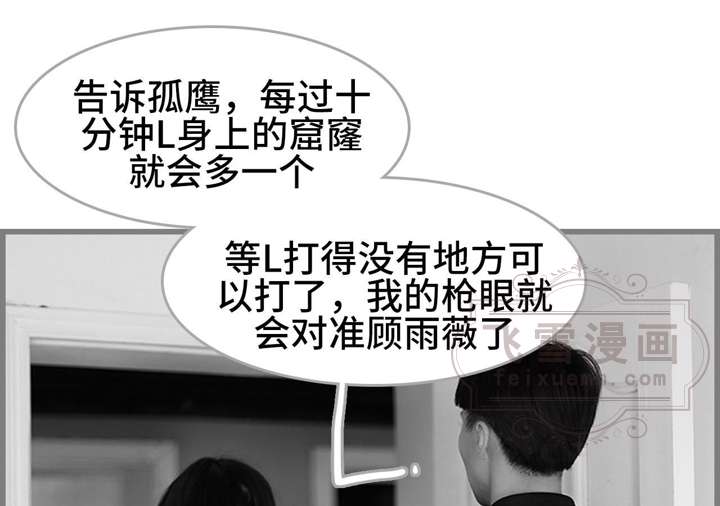 告诉孤鹰，每过十
分钟L身上的窟窿
就会多一个
等L打得没有地方可
以打了，我的枪眼就
会对准顾雨薇了
飞雪漫画
L.